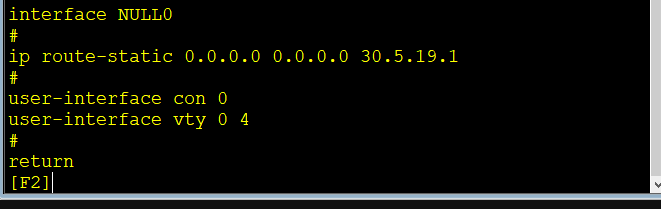 interface NULL0
#
ip route-static 0.0.0.0 0.0.0.0 30.5.19.1
#
user-interface con 0
user-interface vty 0 4
#
return
[F2]